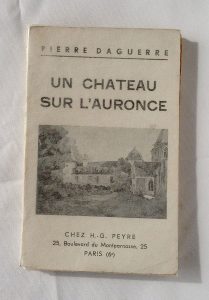 PIERRE DAGUERRE
UN CHATEAU
SUR L'AURONCE
CHEZ H.-G. PEYRE
25, Boulevard du Montparnasse, 25
PARIS (6e)